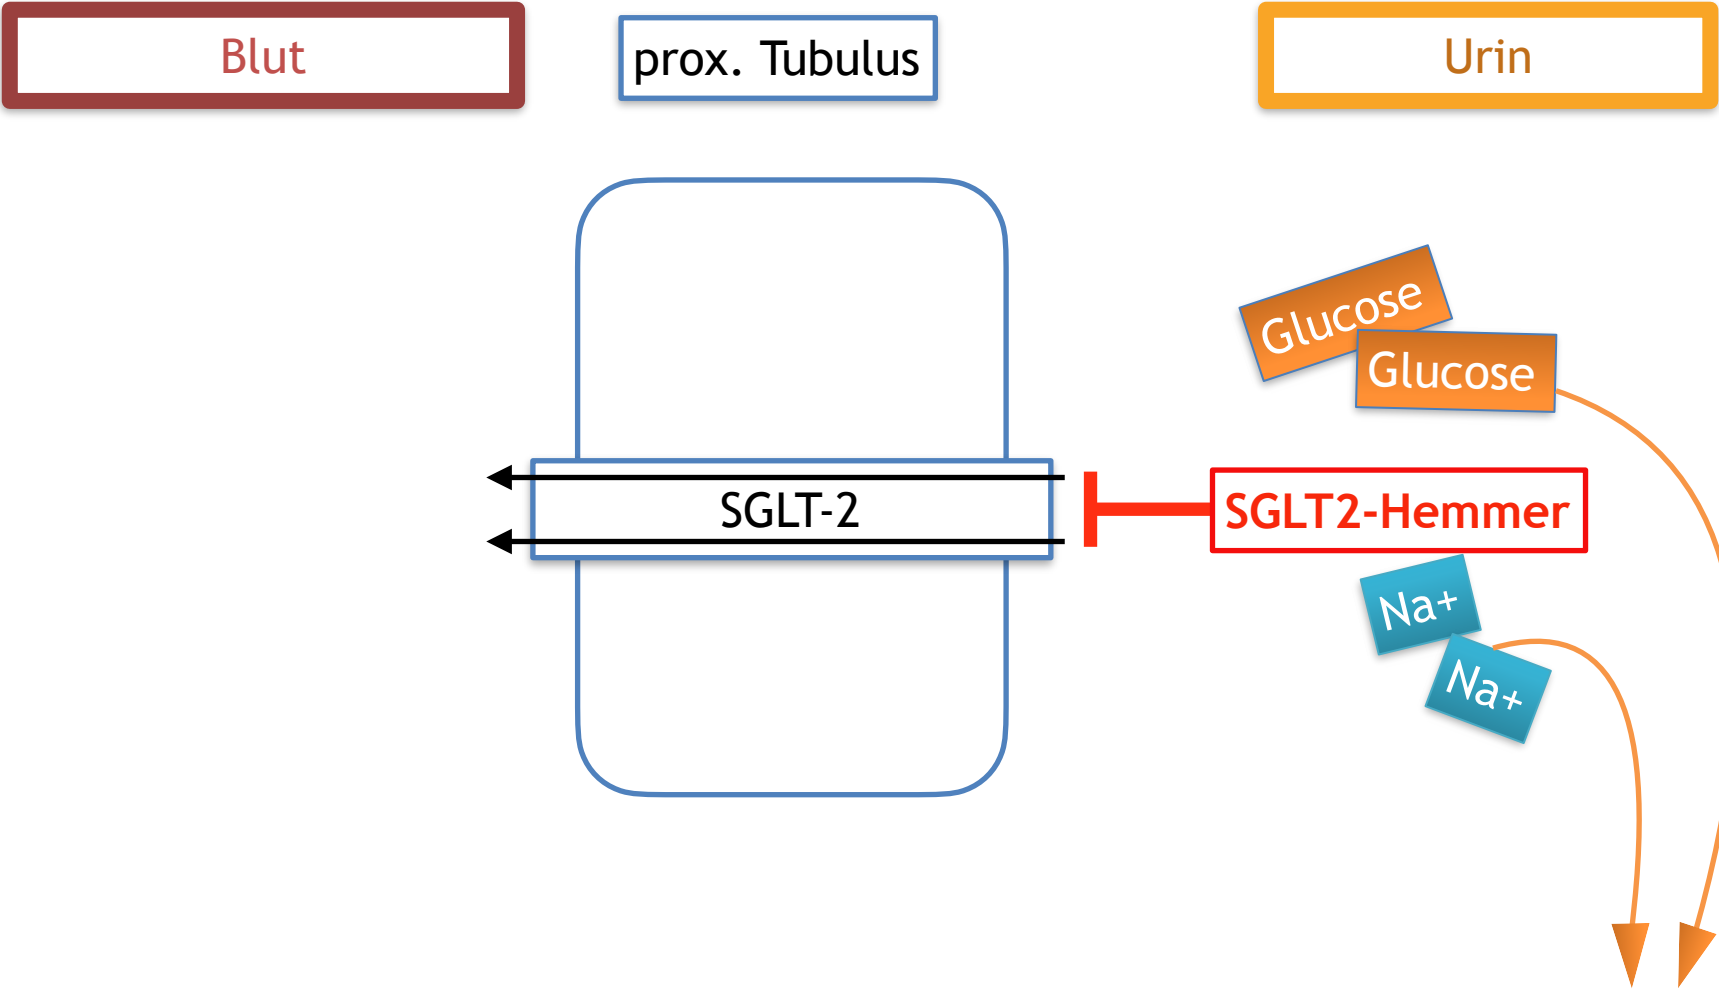 Blut
prox. Tubulus
Urin
Glucose
Glucose
SGLT-2
SGLT2-Hemmer
Na+
Na+